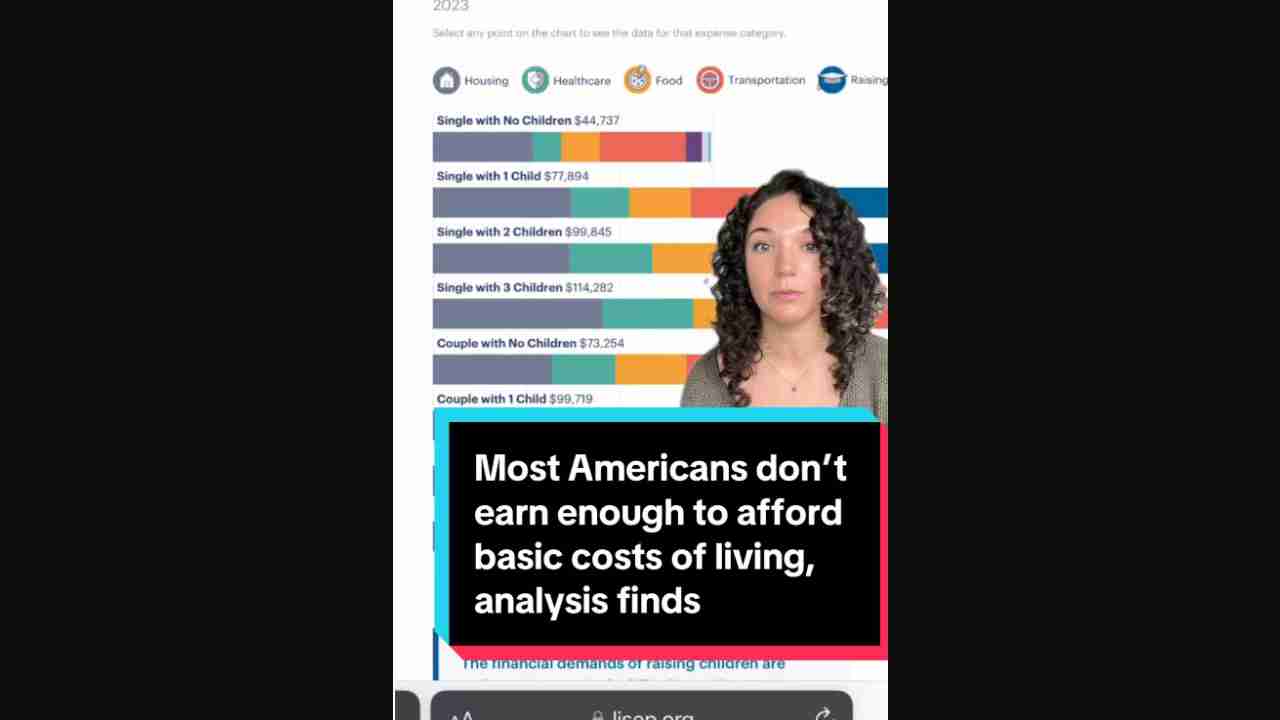 2023
Select any point on the chart to see the data for that expense category.
Housing Healthcare Food Transportation Raising
Single with No Children $44,737
Single with 1 Child $77,894
Single with 2 Children $99,845
Single with 3 Children $114,282
Couple with No Children $73,254
Couple with 1 Child $99,719
Most Americans don’t
earn enough to afford
basic costs of living,
analysis finds
The financial demands of raising children are
AA lisep.org